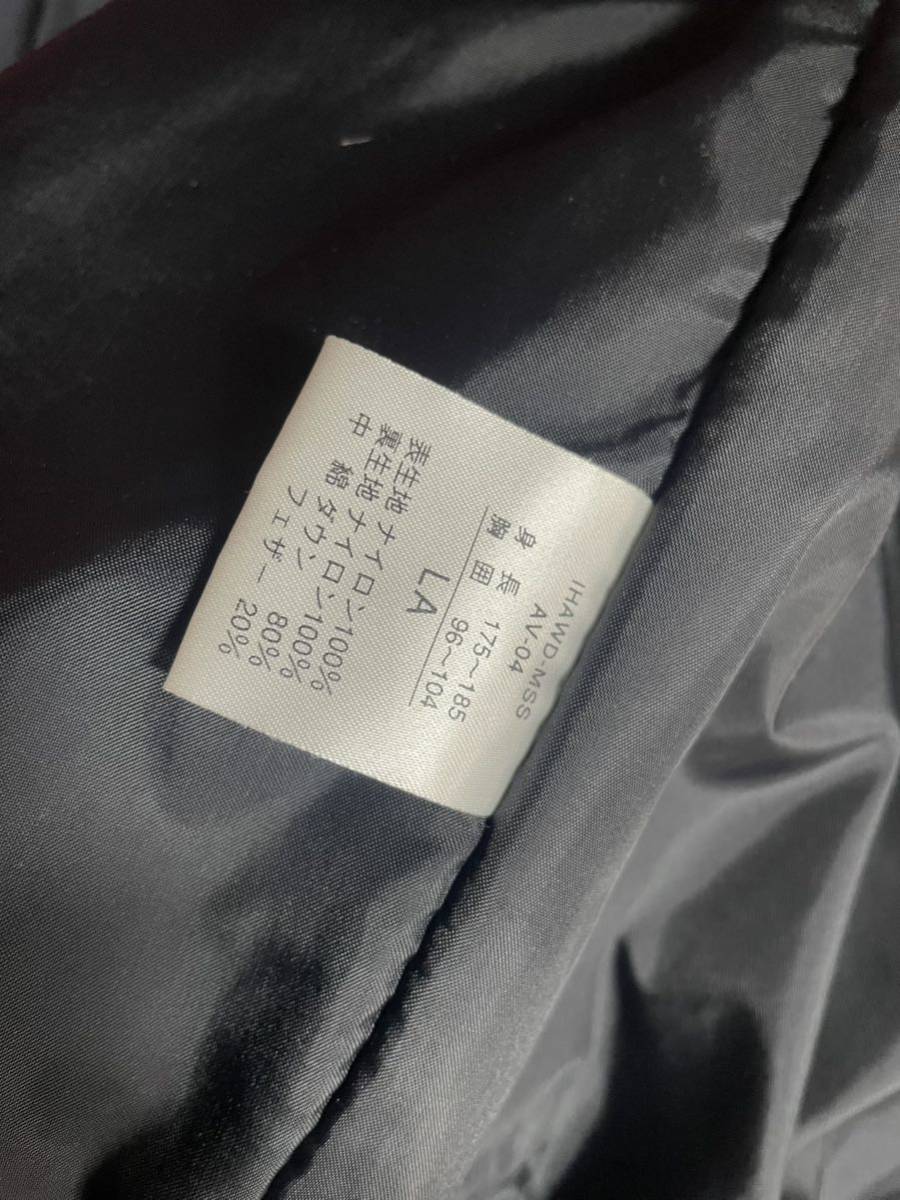 IHAWD-MSS
AV-04
身 長 175〜185
胸 囲 96〜104
LA
表生地 ナイロン100%
裏生地 ナイロン100%
中 綿 ダウン 80%
フェザー 20%